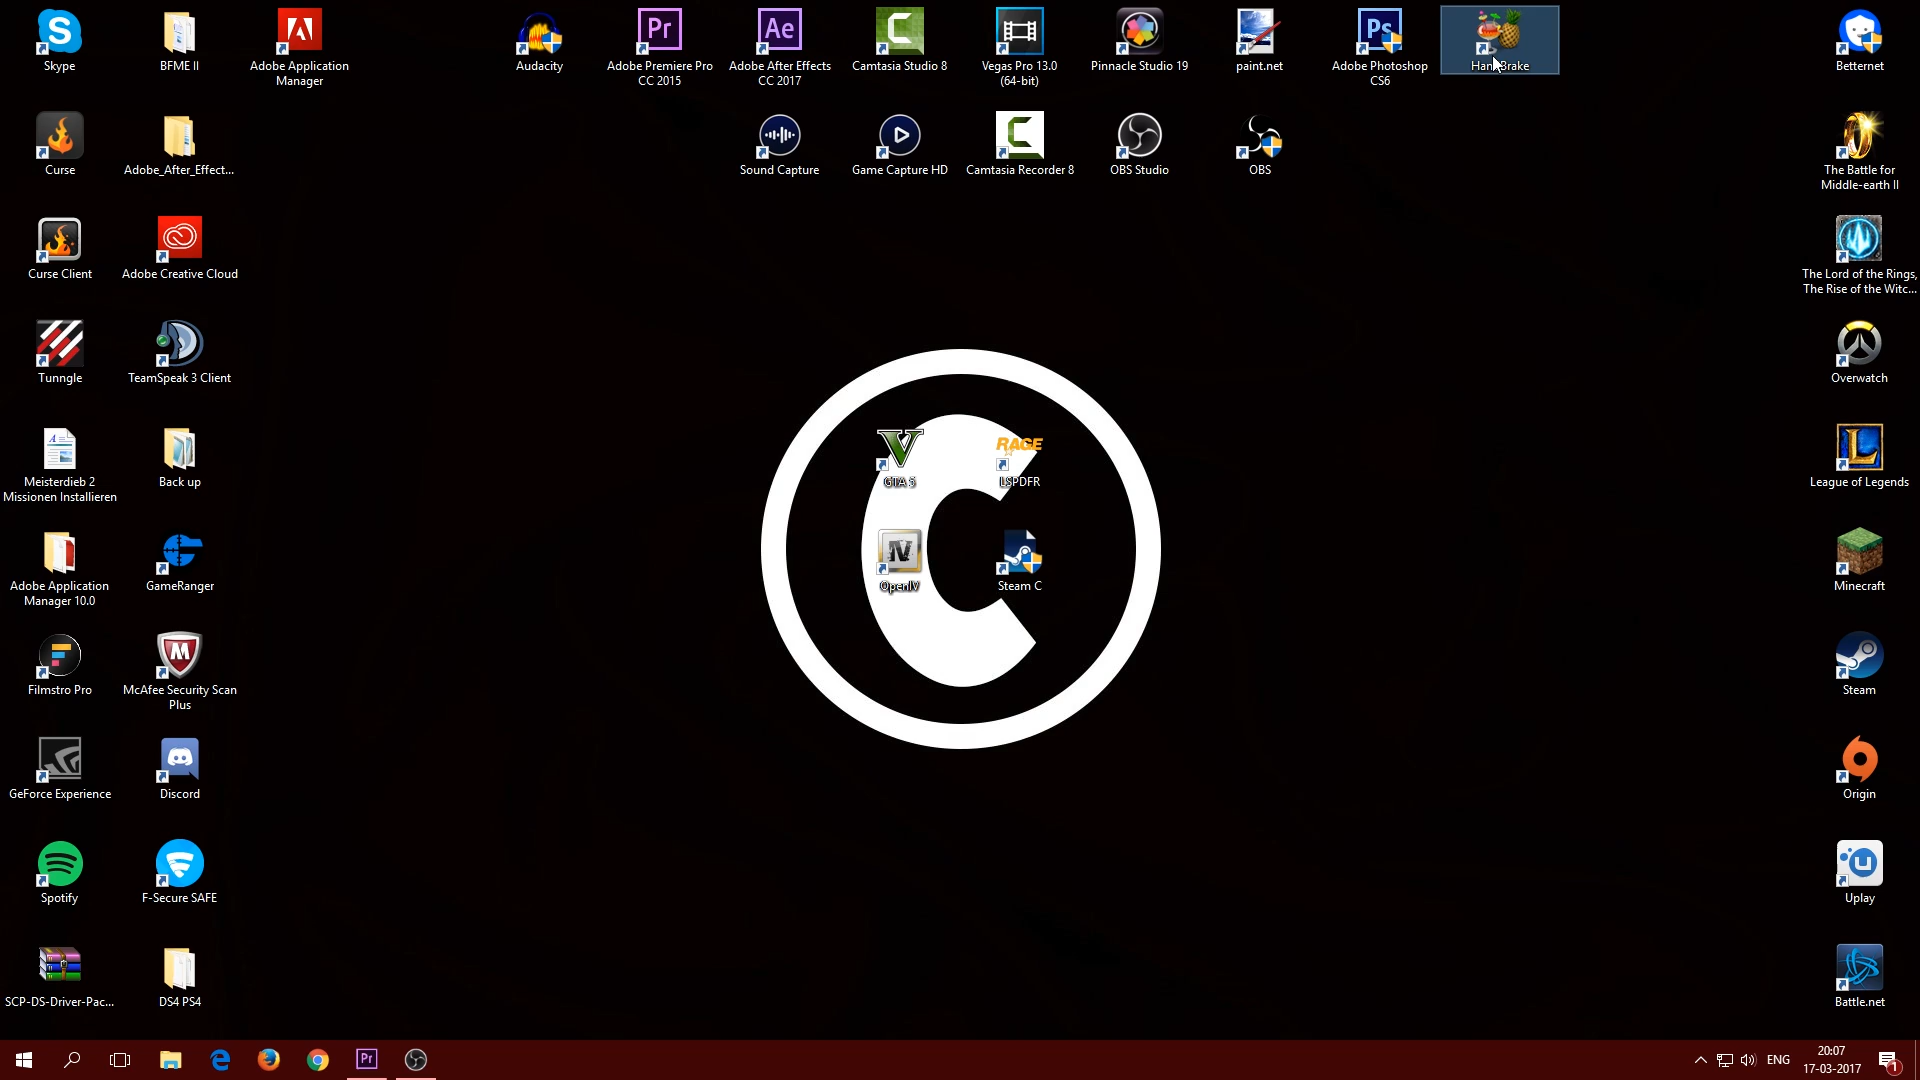 Skype
BFME II
Adobe Application
Manager
Audacity
Adobe Premiere Pro
CC 2015
Adobe After Effects
CC 2017
Camtasia Studio 8
Vegas Pro 13.0
(64-bit)
Pinnacle Studio 19
paint.net
Adobe Photoshop
CS6
Betternet
Curse
Adobe_After_Effect...
Sound Capture
Game Capture HD
Camtasia Recorder 8
OBS Studio
OBS
The Battle for
Middle-earth II
Curse Client
Adobe Creative Cloud
The Lord of the Rings,
The Rise of the Witc...
Tunngle
TeamSpeak 3 Client
Overwatch
Meisterdieb 2
Missionen Installieren
Back up
GTA 5
RAGE
LSPDFR
League of Legends
Adobe Application
Manager 10.0
GameRanger
OpenIV
Steam C
Minecraft
Filmstro Pro
McAfee Security Scan
Plus
Steam
GeForce Experience
Discord
Origin
Spotify
F-Secure SAFE
Uplay
SCP-DS-Driver-Pac...
DS4 PS4
Battle.net
Pr
ENG
20:07
17-03-2017
1